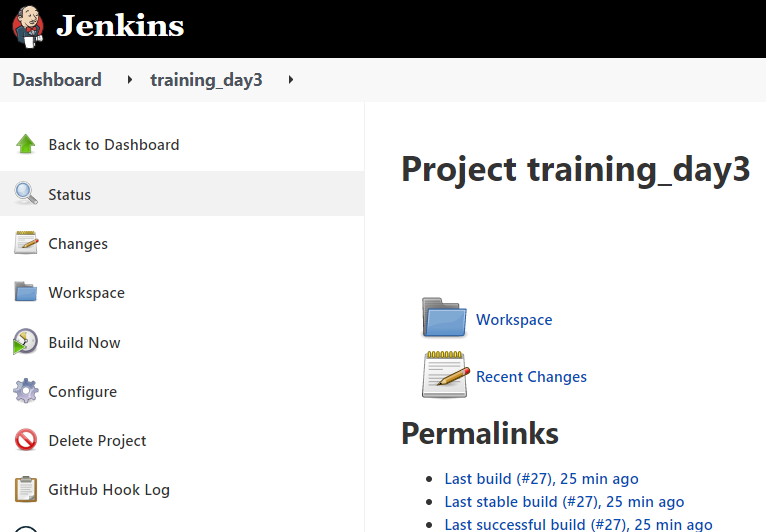 Jenkins
Dashboard
training_day3
Back to Dashboard
Status
Changes
Workspace
Build Now
Configure
Delete Project
GitHub Hook Log
Project training_day3
Workspace
Recent Changes
Permalinks
Last build (#27), 25 min ago
Last stable build (#27), 25 min ago
Last successful build (#27), 25 min ago